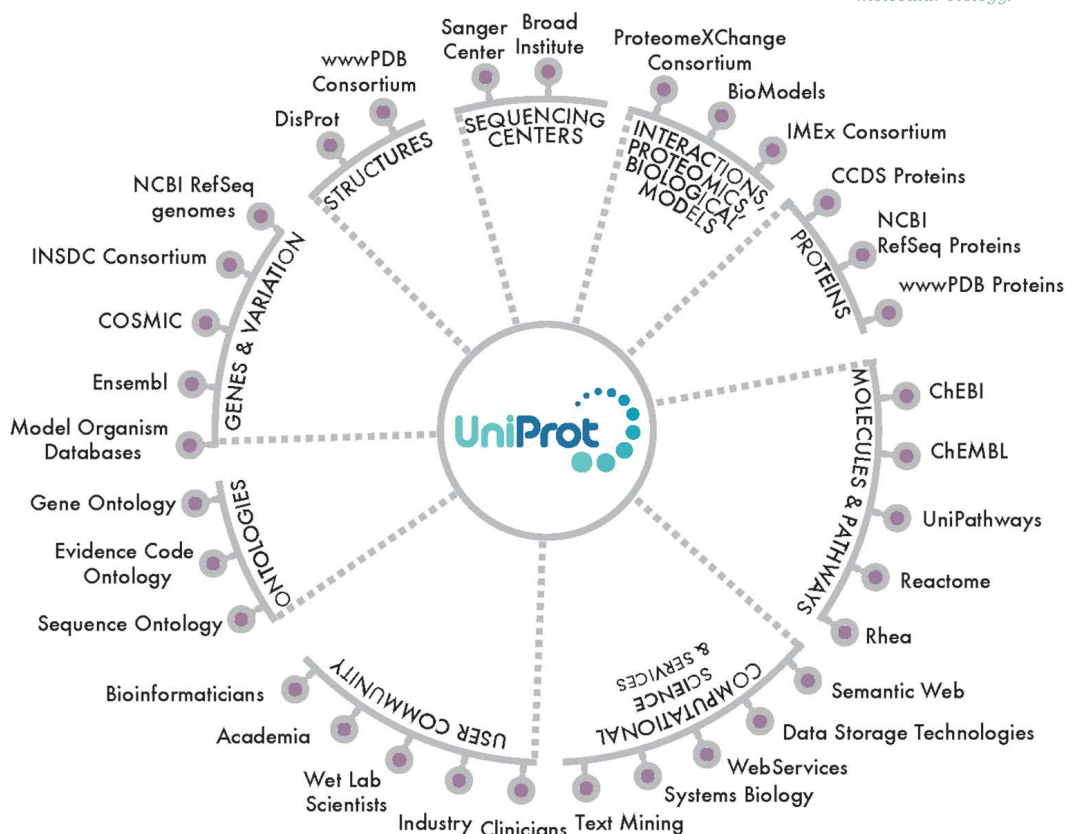 molecular biology.
Sanger
Center
Broad
Institute
ProteomeXChange
Consortium
BioModels
IMEx Consortium
wwwPDB
Consortium
DisProt
STRUCTURES
SEQUENCING
CENTERS
INTERACTIONS,
PROTEOMICS,
BIOLOGICAL
MODELS
CCDS Proteins
NCBI
RefSeq Proteins
wwwPDB Proteins
PROTEINS
NCBI RefSeq
genomes
INSDC Consortium
COSMIC
Ensembl
Model Organism
Databases
GENES & VARIATION
UniProt
MOLECULES & PATHWAYS
ChEBI
ChEMBL
UniPathways
Reactome
Rhea
Gene Ontology
Evidence Code
Ontology
Sequence Ontology
ONTOLOGIES
Bioinformaticians
Academia
Wet Lab
Scientists
Industry
Clinicians
USER COMMUNITY
COMPUTATIONAL
SCIENCE
& SERVICES
Semantic Web
Data Storage Technologies
WebServices
Systems Biology
Text Mining